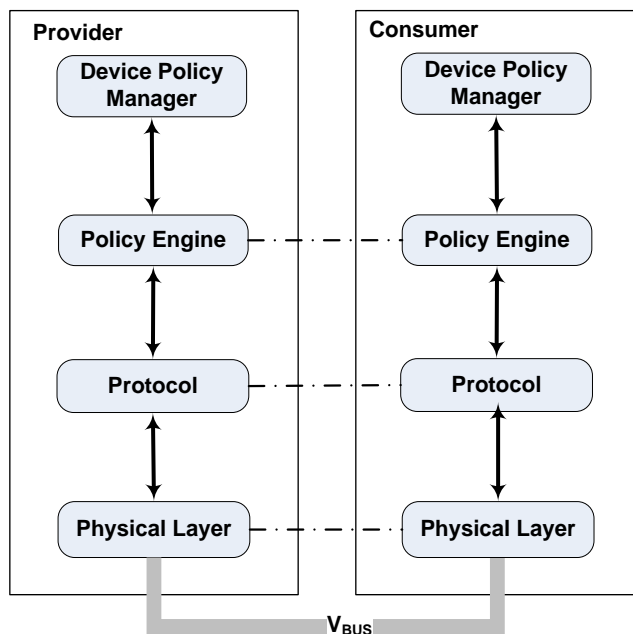 Provider
Device Policy
Manager
Policy Engine
Protocol
Physical Layer
Consumer
Device Policy
Manager
Policy Engine
Protocol
Physical Layer
VBUS